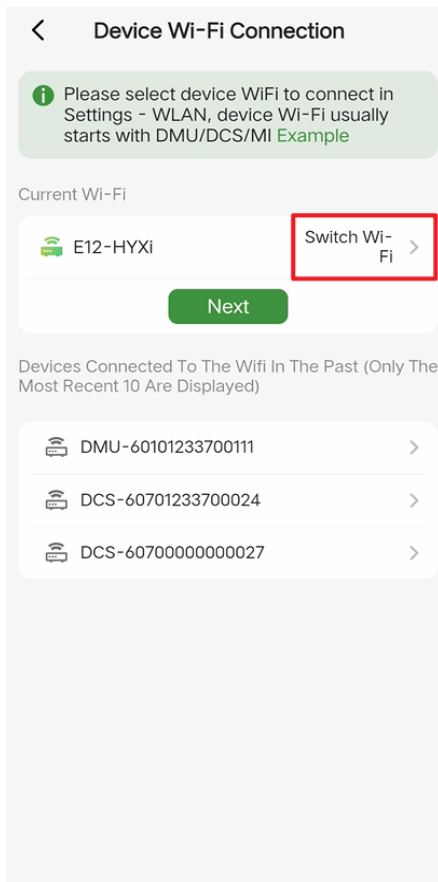 Device Wi-Fi Connection
Please select device WiFi to connect in
Settings - WLAN, device Wi-Fi usually
starts with DMU/DCS/MI Example
Current Wi-Fi
E12-HYXi
Switch Wi-
Fi
Next
Devices Connected To The Wifi In The Past (Only The
Most Recent 10 Are Displayed)
DMU-60101233700111
DCS-60701233700024
DCS-60700000000027